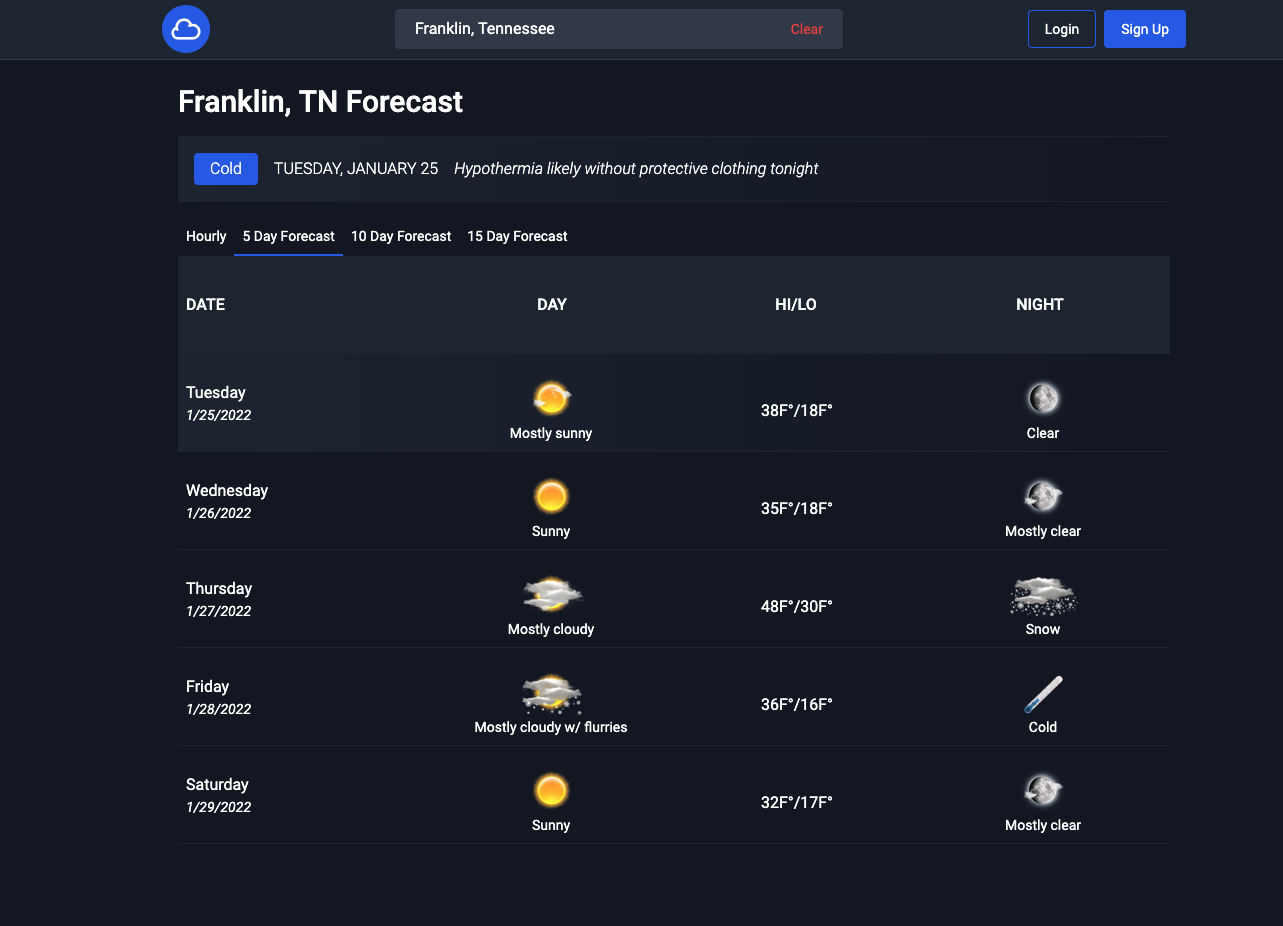 Franklin, Tennessee Clear Login Sign Up
Franklin, TN Forecast
Cold TUESDAY, JANUARY 25 Hypothermia likely without protective clothing tonight
Hourly 5 Day Forecast 10 Day Forecast 15 Day Forecast
DATE DAY HI/LO NIGHT
Tuesday
1/25/2022
Mostly sunny
38F°/18F°
Clear
Wednesday
1/26/2022
Sunny
35F°/18F°
Mostly clear
Thursday
1/27/2022
Mostly cloudy
48F°/30F°
Snow
Friday
1/28/2022
Mostly cloudy w/ flurries
36F°/16F°
Cold
Saturday
1/29/2022
Sunny
32F°/17F°
Mostly clear